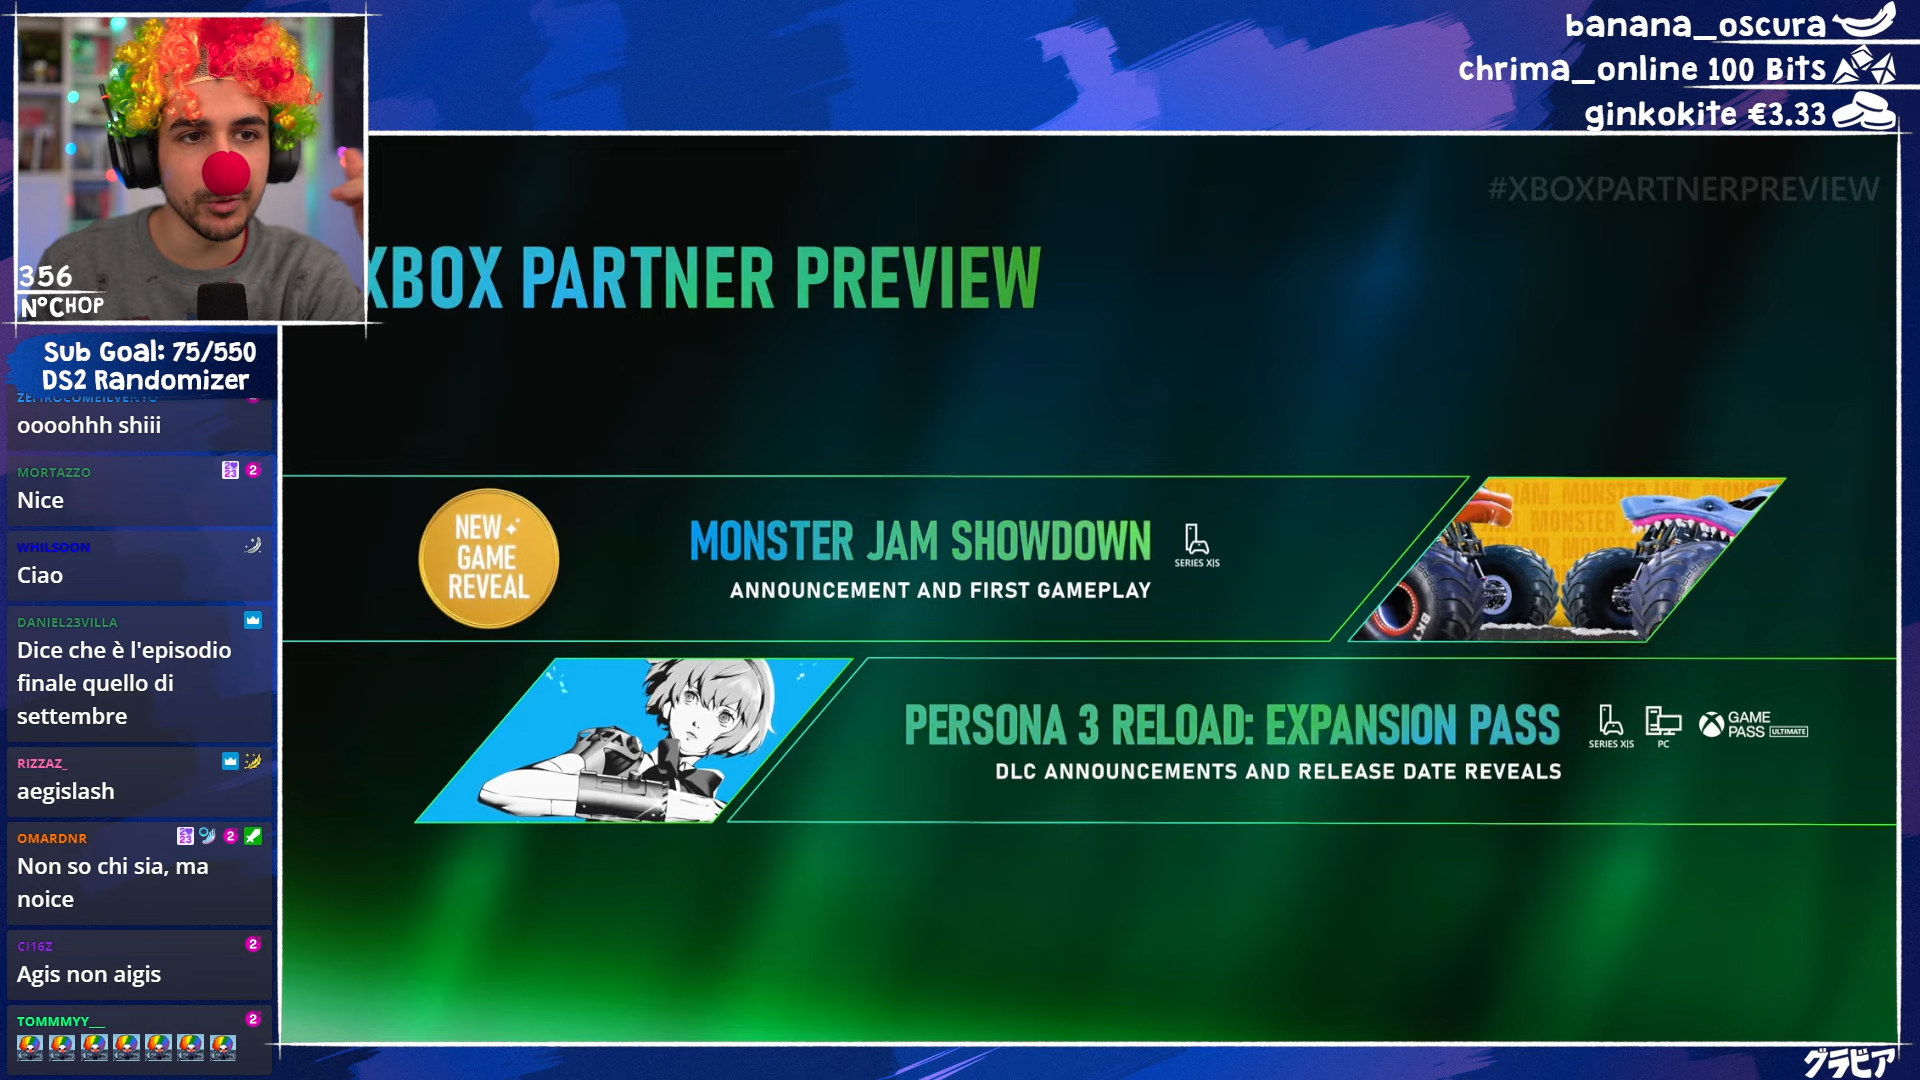 banana_oscura
chrima_online 100 Bits
ginkokite €3.33
#XBOXPARTNERPREVIEW
XBOX PARTNER PREVIEW
356
N°CHOP
Sub Goal: 75/550
DS2 Randomizer
oooohhh shiii
MORTAZZO
Nice
WHILSOON
Ciao
DANIEL23VILLA
Dice che è l'episodio
finale quello di
settembre
RIZZAZ_
aegislash
OMARDNR
Non so chi sia, ma
noice
CI16Z
Agis non aigis
TOMMMYY___
NEW
GAME
REVEAL
MONSTER JAM SHOWDOWN
SERIES X|S
ANNOUNCEMENT AND FIRST GAMEPLAY
MONSTER JAM
BKT
PERSONA 3 RELOAD: EXPANSION PASS
SERIES X|S
PC
GAME
PASS ULTIMATE
DLC ANNOUNCEMENTS AND RELEASE DATE REVEALS
グラビア